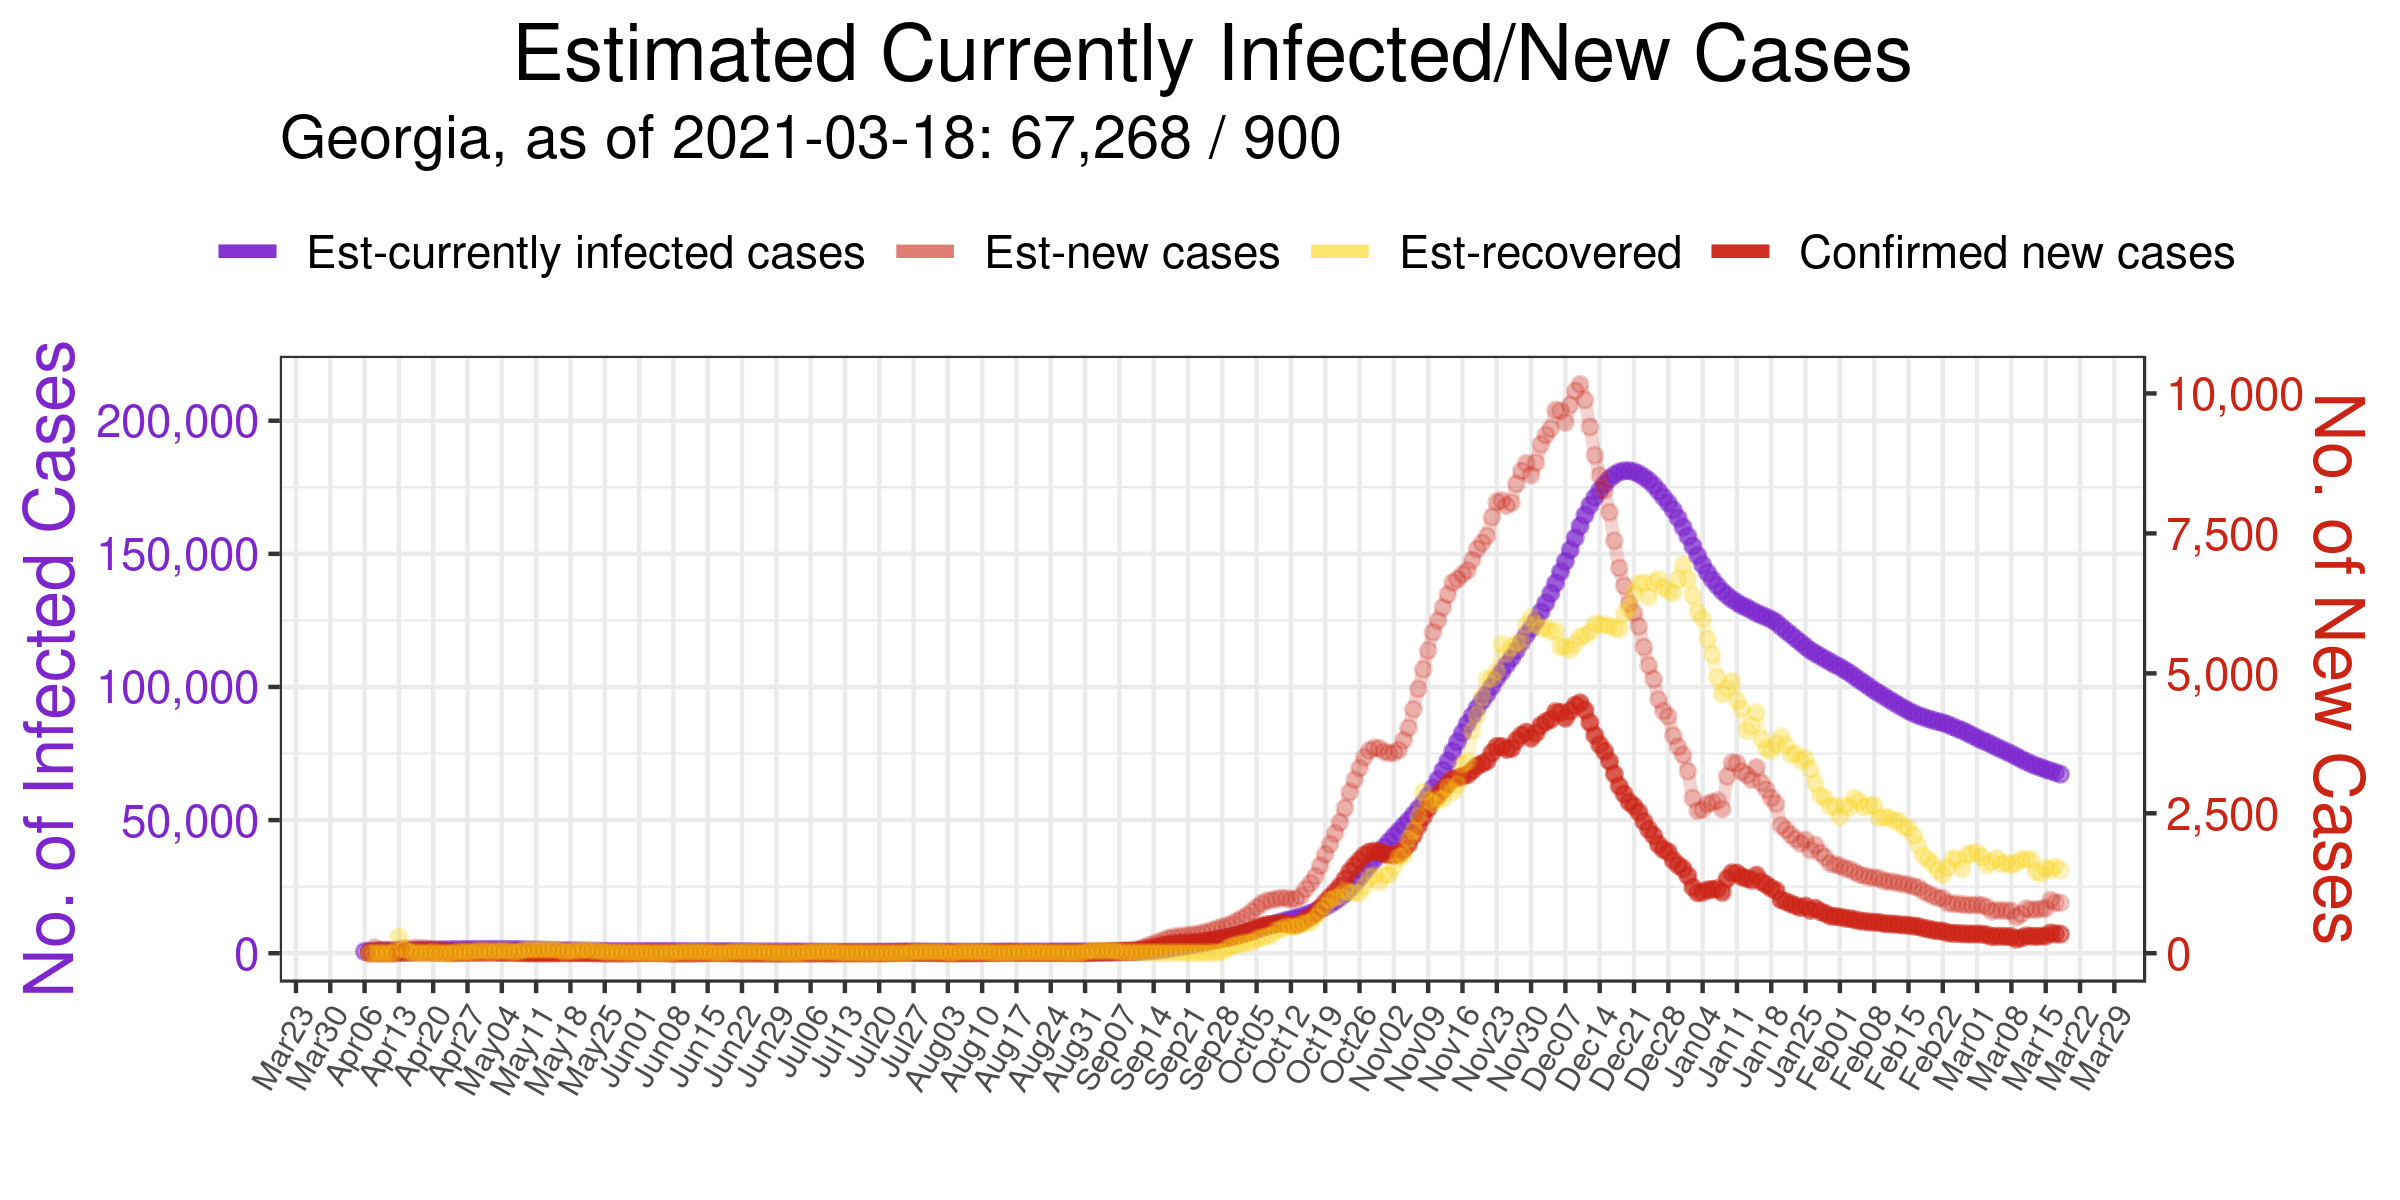 Estimated Currently Infected/New Cases
Georgia, as of 2021-03-18: 67,268 / 900
Est-currently infected cases
Est-new cases
Est-recovered
Confirmed new cases
No. of Infected Cases
200,000
150,000
100,000
50,000
0
10,000
7,500
5,000
2,500
0
No. of New Cases
Mar23
Mar30
Apr06
Apr13
Apr20
Apr27
May04
May11
May18
May25
Jun01
Jun08
Jun15
Jun22
Jun29
Jul06
Jul13
Jul20
Jul27
Aug03
Aug10
Aug17
Aug24
Aug31
Sep07
Sep14
Sep21
Sep28
Oct05
Oct12
Oct19
Oct26
Nov02
Nov09
Nov16
Nov23
Nov30
Dec07
Dec14
Dec21
Dec28
Jan04
Jan11
Jan18
Jan25
Feb01
Feb08
Feb15
Feb22
Mar01
Mar08
Mar15
Mar22
Mar29